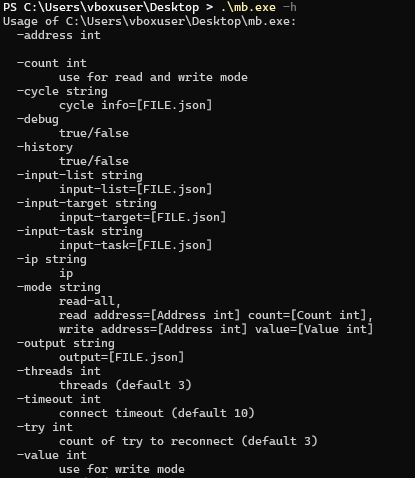 PS C:\Users\vboxuser\Desktop > .\mb.exe -h
Usage of C:\Users\vboxuser\Desktop\mb.exe:
  -address int

  -count int
        use for read and write mode
  -cycle string
        cycle info=[FILE.json]
  -debug
        true/false
  -history
        true/false
  -input-list string
        input-list=[FILE.json]
  -input-target string
        input-target=[FILE.json]
  -input-task string
        input-task=[FILE.json]
  -ip string
        ip
  -mode string
        read-all,
        read address=[Address int] count=[Count int],
        write address=[Address int] value=[Value int]
  -output string
        output=[FILE.json]
  -threads int
        threads (default 3)
  -timeout int
        connect timeout (default 10)
  -try int
        count of try to reconnect (default 3)
  -value int
        use for write mode